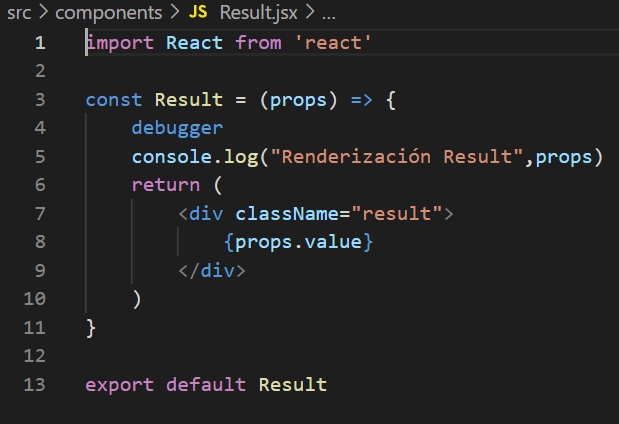 src > components > JS Result.jsx > ...
1 import React from 'react'
2
3 const Result = (props) => {
4     debugger
5     console.log("Renderización Result",props)
6     return (
7         <div className="result">
8             {props.value}
9         </div>
10     )
11 }
12
13 export default Result